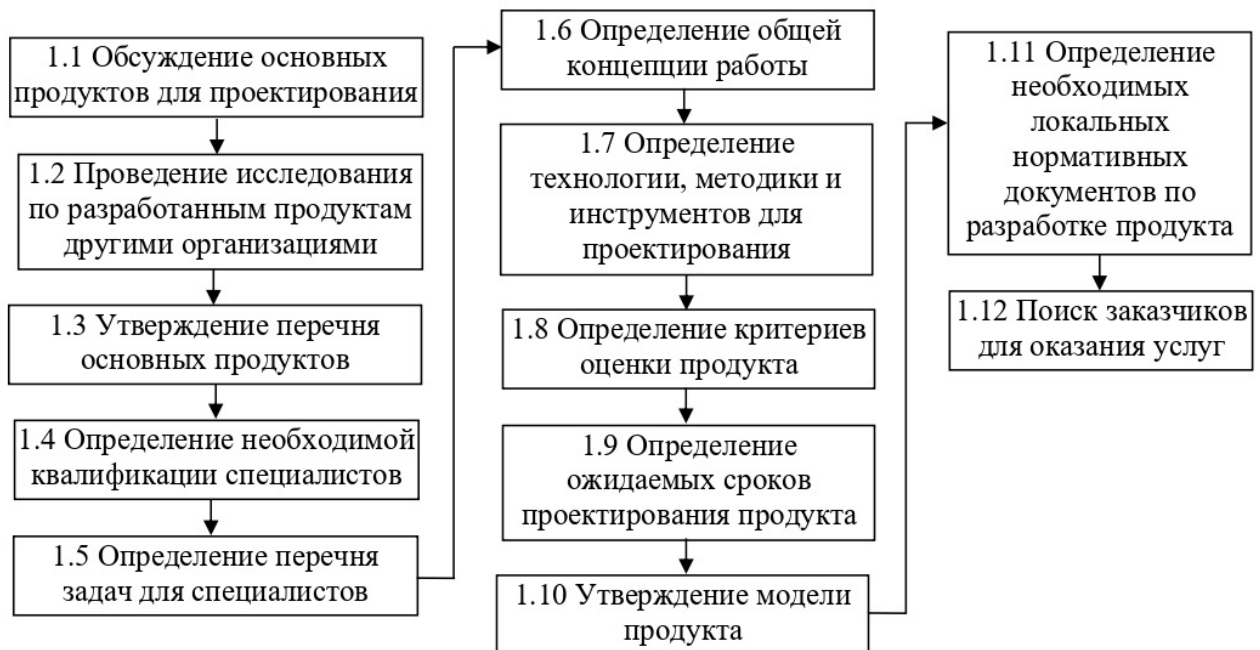 1.1 Обсуждение основных
продуктов для проектирования
1.2 Проведение исследования
по разработанным продуктам
другими организациями
1.3 Утверждение перечня
основных продуктов
1.4 Определение необходимой
квалификации специалистов
1.5 Определение перечня
задач для специалистов
1.6 Определение общей
концепции работы
1.7 Определение
технологии, методики и
инструментов для
проектирования
1.8 Определение критериев
оценки продукта
1.9 Определение
ожидаемых сроков
проектирования продукта
1.10 Утверждение модели
продукта
1.11 Определение
необходимых
локальных
нормативных
документов по
разработке продукта
1.12 Поиск заказчиков
для оказания услуг